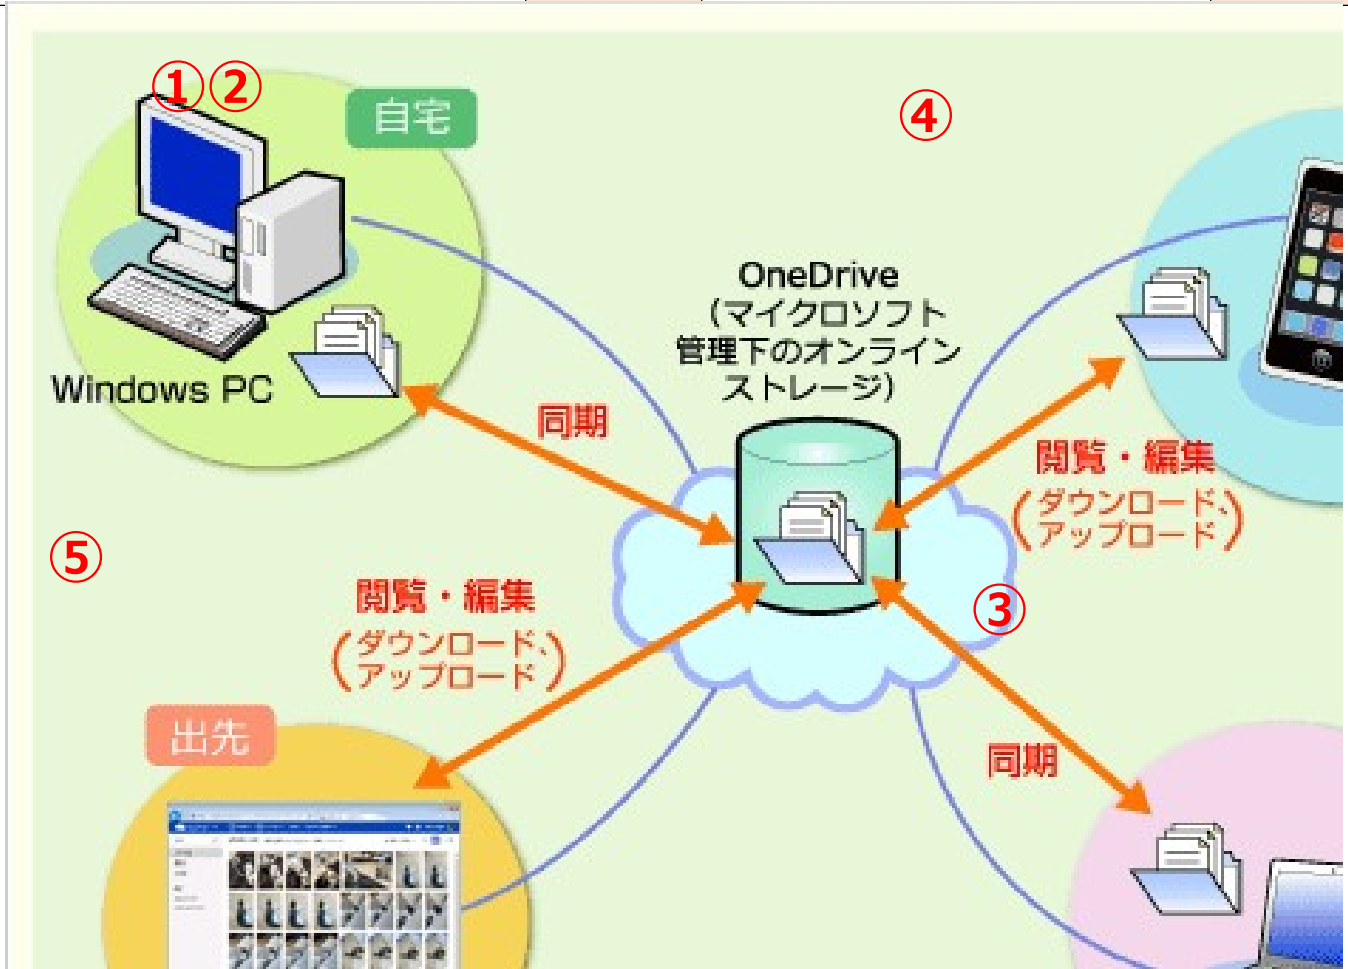 ①②
自宅
④
OneDrive
（マイクロソフト
管理下のオンライン
ストレージ）
Windows PC
同期
閲覧・編集
（ダウンロード、
アップロード）
⑤
閲覧・編集
（ダウンロード、
アップロード）
③
出先
同期